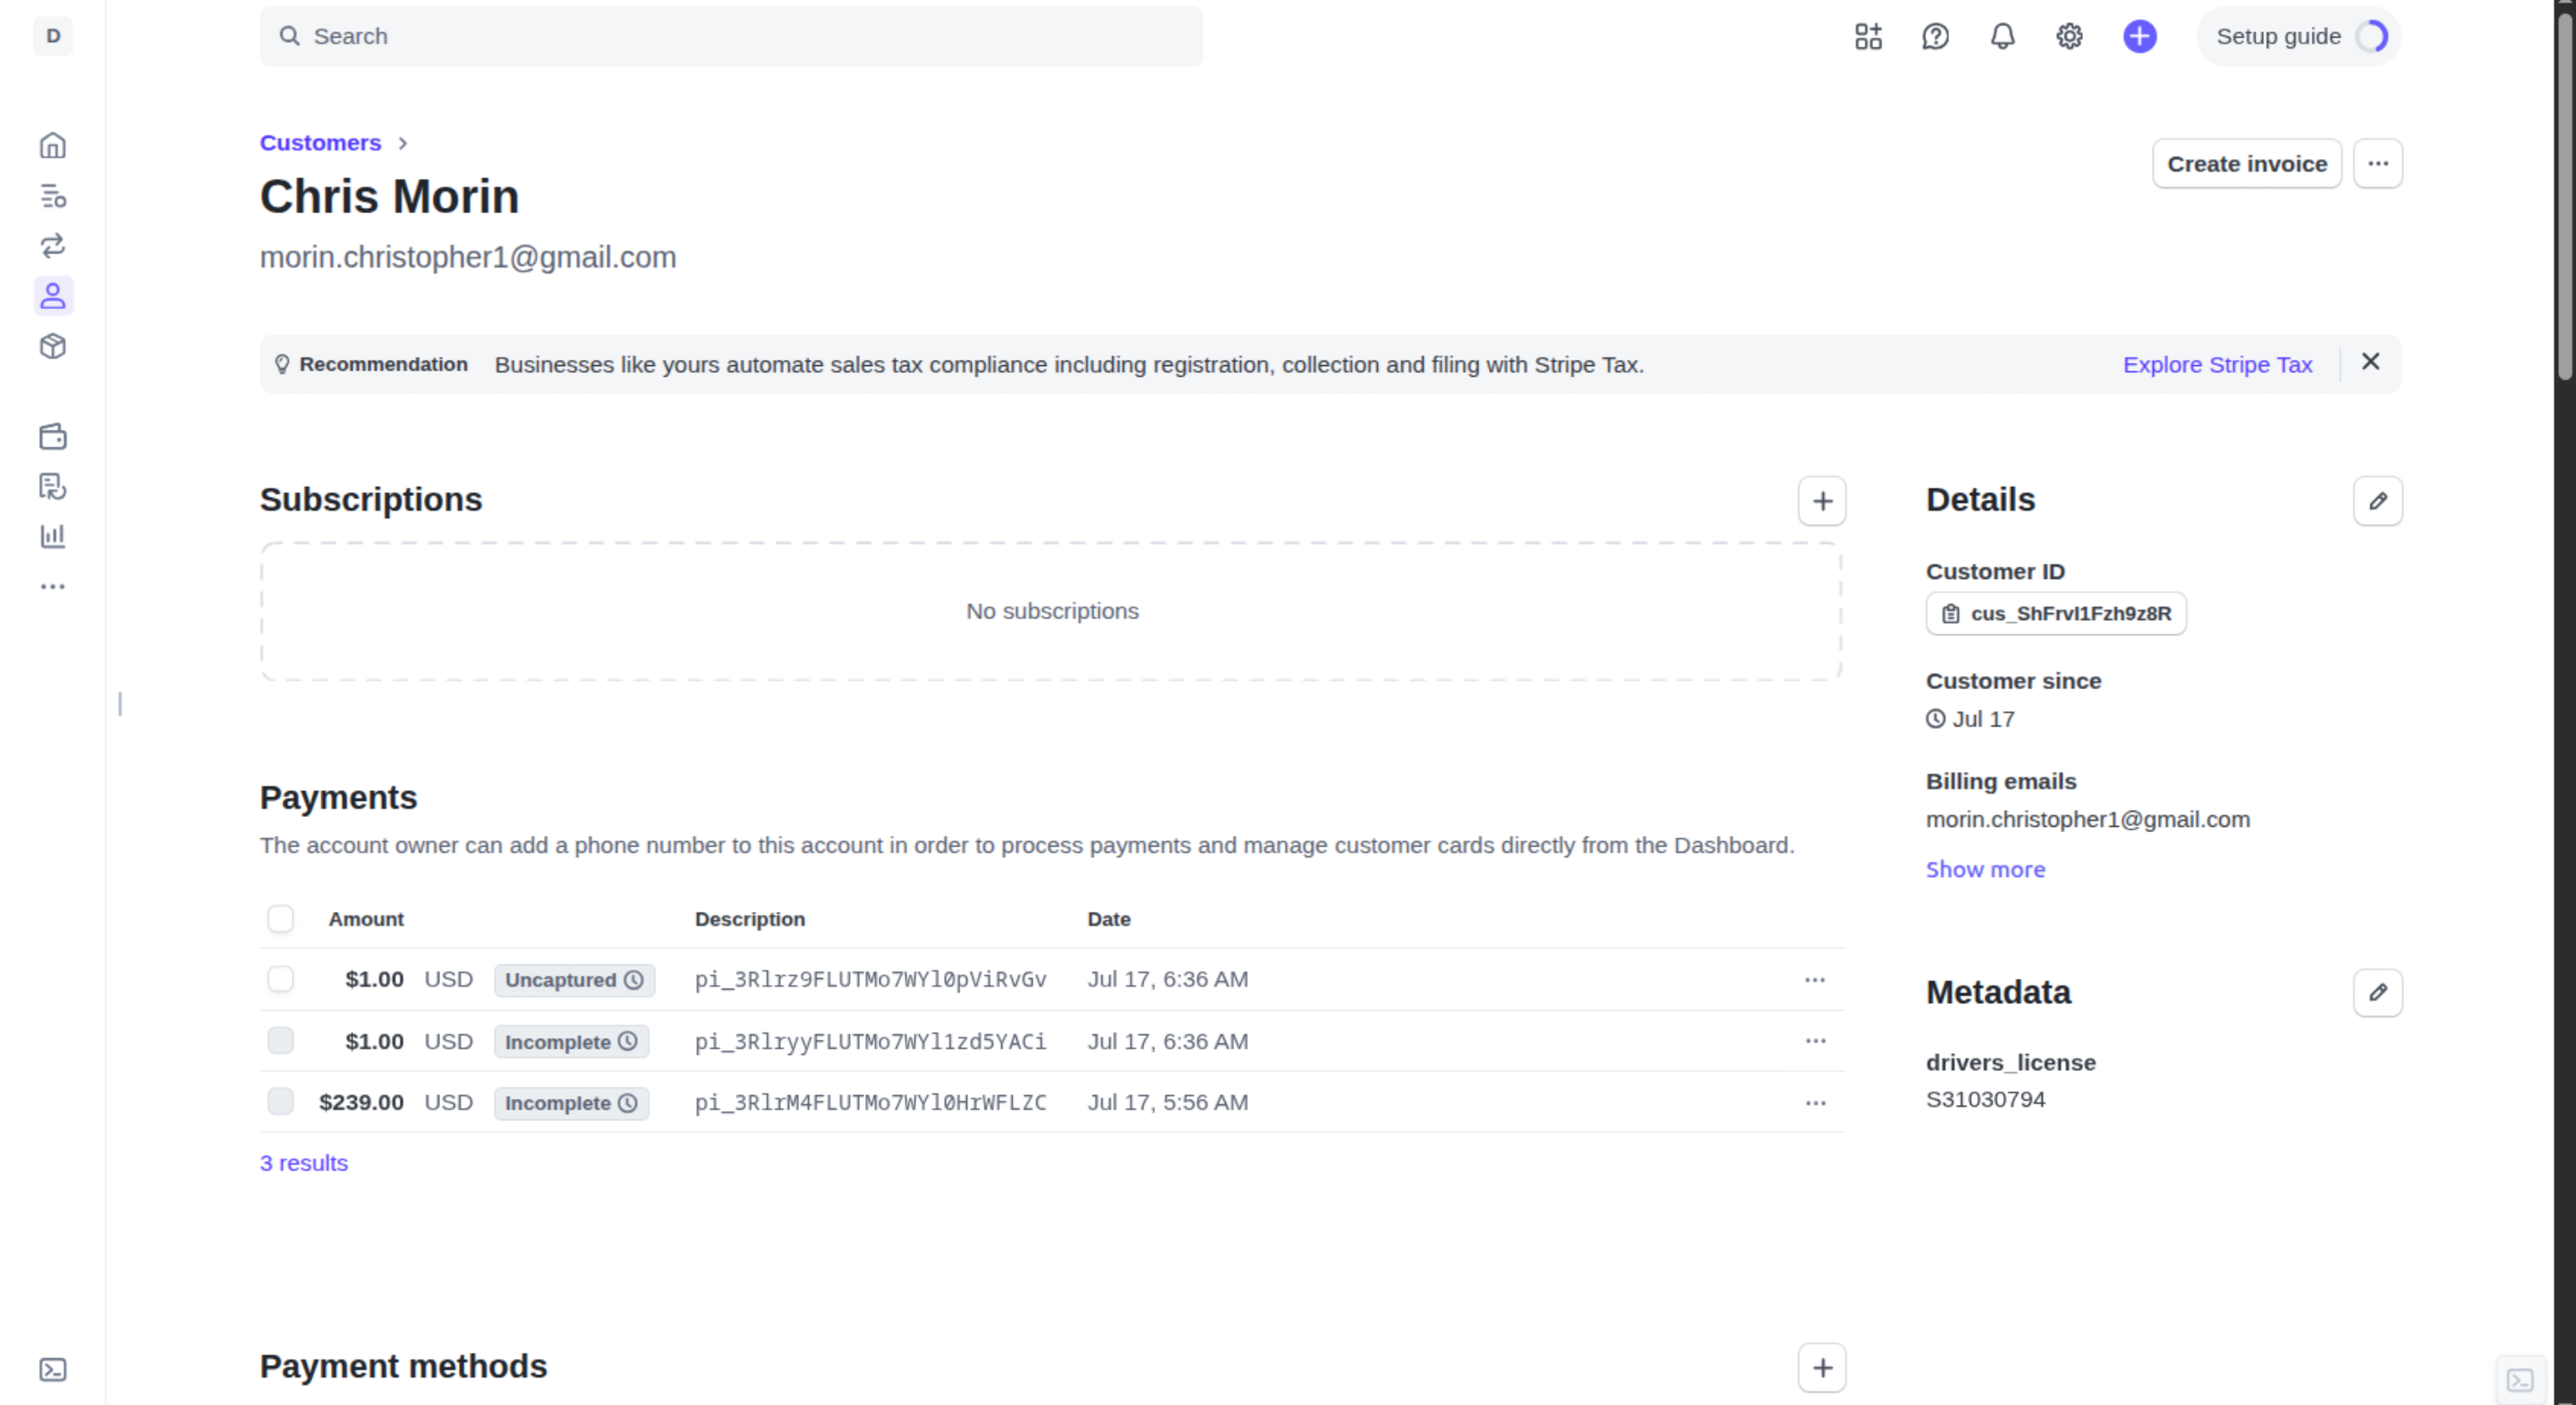 D
Search
Setup guide
Customers
Chris Morin
Create invoice
morin.christopher1@gmail.com
Recommendation Businesses like yours automate sales tax compliance including registration, collection and filing with Stripe Tax. Explore Stripe Tax
Subscriptions
No subscriptions
Payments
The account owner can add a phone number to this account in order to process payments and manage customer cards directly from the Dashboard.
Amount Description Date
$1.00 USD Uncaptured pi_3Rlrz9FLUTMo7WYl0pViRvGv Jul 17, 6:36 AM
$1.00 USD Incomplete pi_3RlryyFLUTMo7WYl1zd5YACi Jul 17, 6:36 AM
$239.00 USD Incomplete pi_3RlrM4FLUTMo7WYl0HrWFLZC Jul 17, 5:56 AM
3 results
Payment methods
Details
Customer ID
cus_ShFrvI1Fzh9z8R
Customer since
Jul 17
Billing emails
morin.christopher1@gmail.com
Show more
Metadata
drivers_license
S31030794